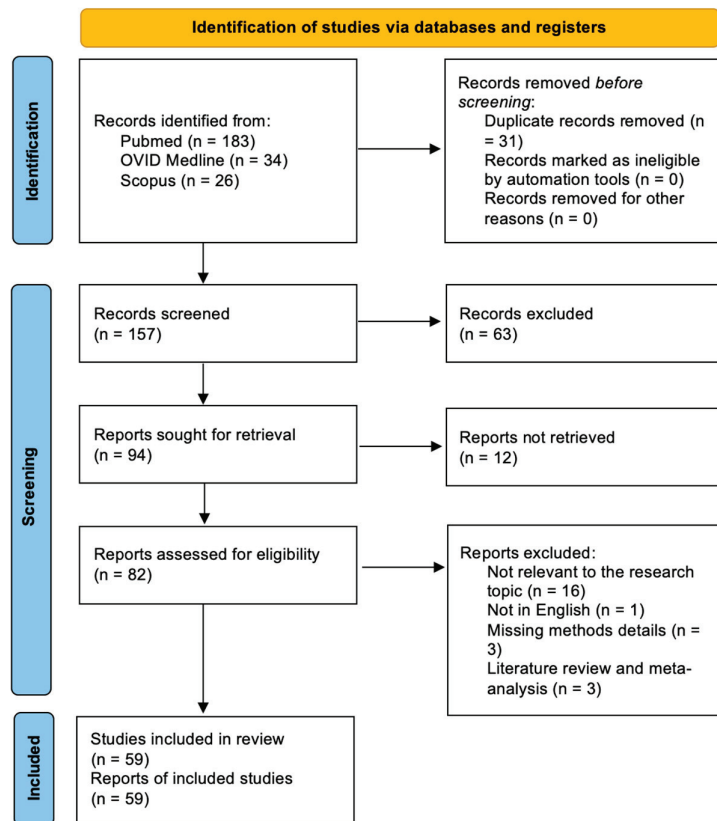 Identification of studies via databases and registers
Identification
Records identified from:
Pubmed (n = 183)
OVID Medline (n = 34)
Scopus (n = 26)
Records removed before
screening:
Duplicate records removed (n
= 31)
Records marked as ineligible
by automation tools (n = 0)
Records removed for other
reasons (n = 0)
Screening
Records screened
(n = 157)
Records excluded
(n = 63)
Reports sought for retrieval
(n = 94)
Reports not retrieved
(n = 12)
Reports assessed for eligibility
(n = 82)
Reports excluded:
Not relevant to the research
topic (n = 16)
Not in English (n = 1)
Missing methods details (n =
3)
Literature review and meta-
analysis (n = 3)
Included
Studies included in review
(n = 59)
Reports of included studies
(n = 59)